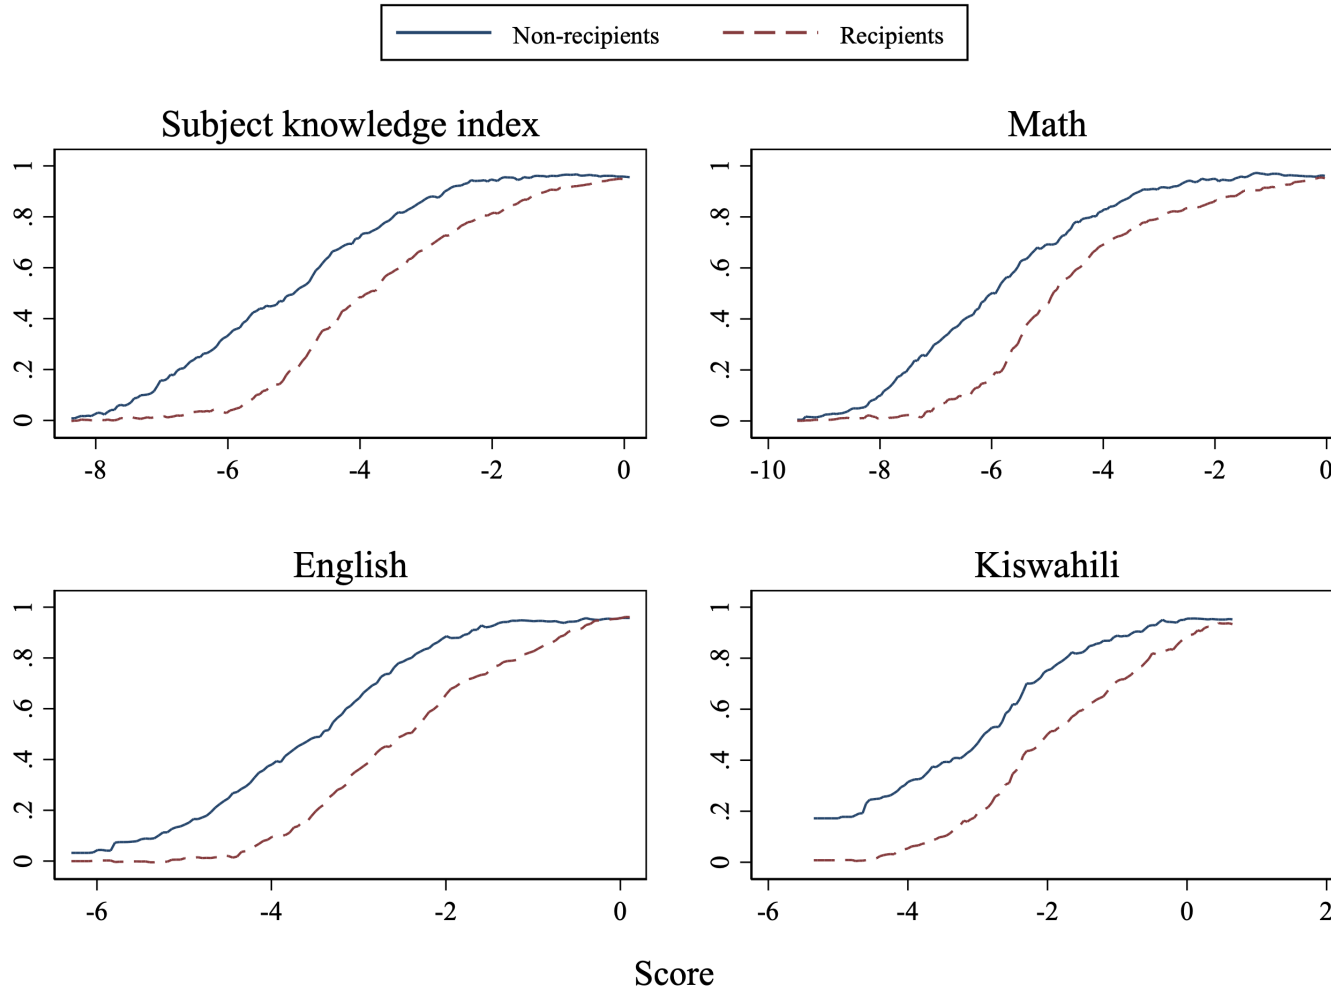 Non-recipients Recipients
Subject knowledge index
1
.8
.6
.4
.2
0
-8 -6 -4 -2 0
Math
1
.8
.6
.4
.2
0
-10 -8 -6 -4 -2 0
English
1
.8
.6
.4
.2
0
-6 -4 -2 0
Kiswahili
1
.8
.6
.4
.2
0
-6 -4 -2 0 2
Score